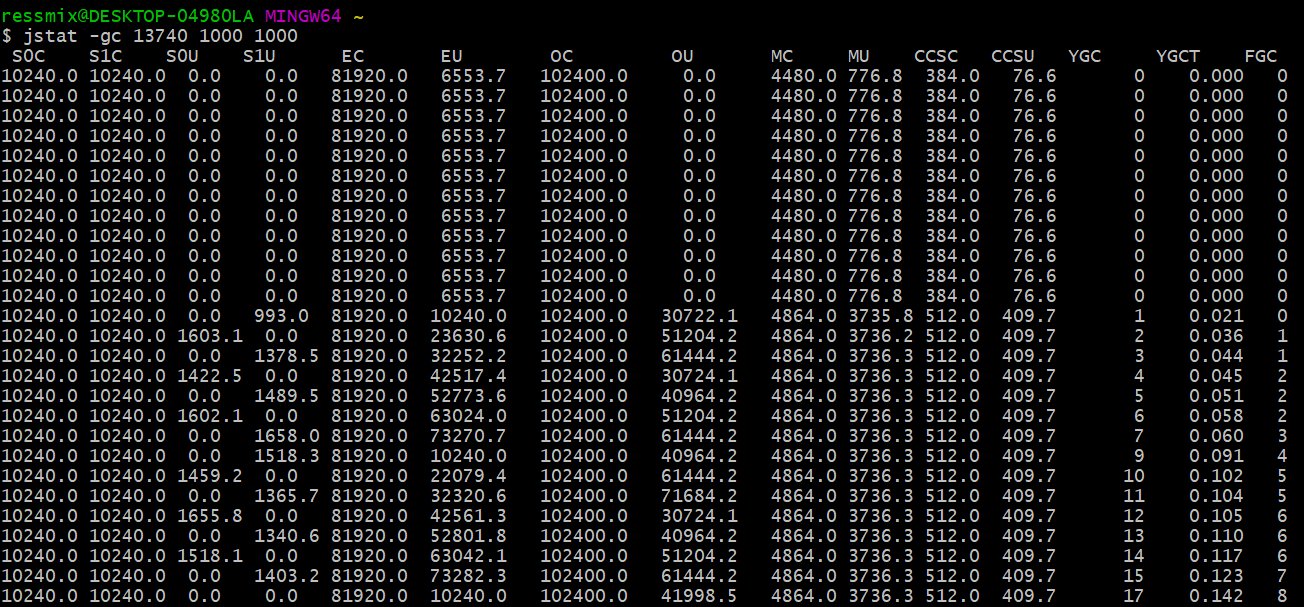 ressmix@DESKTOP-O4980LA MINGW64 ~
$ jstat -gc 13740 1000 1000
S0C S1C S0U S1U EC EU OC OU MC MU CCSC CCSU YGC YGCT FGC
10240.0 10240.0 0.0 0.0 81920.0 6553.7 102400.0 0.0 4480.0 776.8 384.0 76.6 0 0.000 0
10240.0 10240.0 0.0 0.0 81920.0 6553.7 102400.0 0.0 4480.0 776.8 384.0 76.6 0 0.000 0
10240.0 10240.0 0.0 0.0 81920.0 6553.7 102400.0 0.0 4480.0 776.8 384.0 76.6 0 0.000 0
10240.0 10240.0 0.0 0.0 81920.0 6553.7 102400.0 0.0 4480.0 776.8 384.0 76.6 0 0.000 0
10240.0 10240.0 0.0 0.0 81920.0 6553.7 102400.0 0.0 4480.0 776.8 384.0 76.6 0 0.000 0
10240.0 10240.0 0.0 0.0 81920.0 6553.7 102400.0 0.0 4480.0 776.8 384.0 76.6 0 0.000 0
10240.0 10240.0 0.0 0.0 81920.0 6553.7 102400.0 0.0 4480.0 776.8 384.0 76.6 0 0.000 0
10240.0 10240.0 0.0 0.0 81920.0 6553.7 102400.0 0.0 4480.0 776.8 384.0 76.6 0 0.000 0
10240.0 10240.0 0.0 0.0 81920.0 6553.7 102400.0 0.0 4480.0 776.8 384.0 76.6 0 0.000 0
10240.0 10240.0 0.0 0.0 81920.0 6553.7 102400.0 0.0 4480.0 776.8 384.0 76.6 0 0.000 0
10240.0 10240.0 0.0 0.0 81920.0 6553.7 102400.0 0.0 4480.0 776.8 384.0 76.6 0 0.000 0
10240.0 10240.0 0.0 0.0 81920.0 6553.7 102400.0 0.0 4480.0 776.8 384.0 76.6 0 0.000 0
10240.0 10240.0 0.0 993.0 81920.0 10240.0 102400.0 30722.1 4864.0 3735.8 512.0 409.7 1 0.021 0
10240.0 10240.0 1603.1 0.0 81920.0 23630.6 102400.0 51204.2 4864.0 3736.2 512.0 409.7 2 0.036 1
10240.0 10240.0 0.0 1378.5 81920.0 32252.2 102400.0 61444.2 4864.0 3736.3 512.0 409.7 3 0.044 1
10240.0 10240.0 1422.5 0.0 81920.0 42517.4 102400.0 30724.1 4864.0 3736.3 512.0 409.7 4 0.045 2
10240.0 10240.0 0.0 1489.5 81920.0 52773.6 102400.0 40964.2 4864.0 3736.3 512.0 409.7 5 0.051 2
10240.0 10240.0 1602.1 0.0 81920.0 63024.0 102400.0 51204.2 4864.0 3736.3 512.0 409.7 6 0.058 2
10240.0 10240.0 0.0 1658.0 81920.0 73270.7 102400.0 61444.2 4864.0 3736.3 512.0 409.7 7 0.060 3
10240.0 10240.0 0.0 1518.3 81920.0 10240.0 102400.0 40964.2 4864.0 3736.3 512.0 409.7 9 0.091 4
10240.0 10240.0 1459.2 0.0 81920.0 22079.4 102400.0 61444.2 4864.0 3736.3 512.0 409.7 10 0.102 5
10240.0 10240.0 0.0 1365.7 81920.0 32320.6 102400.0 71684.2 4864.0 3736.3 512.0 409.7 11 0.104 5
10240.0 10240.0 1655.8 0.0 81920.0 42561.3 102400.0 30724.1 4864.0 3736.3 512.0 409.7 12 0.105 6
10240.0 10240.0 0.0 1340.6 81920.0 52801.8 102400.0 40964.2 4864.0 3736.3 512.0 409.7 13 0.110 6
10240.0 10240.0 1518.1 0.0 81920.0 63042.1 102400.0 51204.2 4864.0 3736.3 512.0 409.7 14 0.117 6
10240.0 10240.0 0.0 1403.2 81920.0 73282.3 102400.0 61444.2 4864.0 3736.3 512.0 409.7 15 0.123 7
10240.0 10240.0 0.0 0.0 81920.0 10240.0 102400.0 41998.5 4864.0 3736.3 512.0 409.7 17 0.142 8